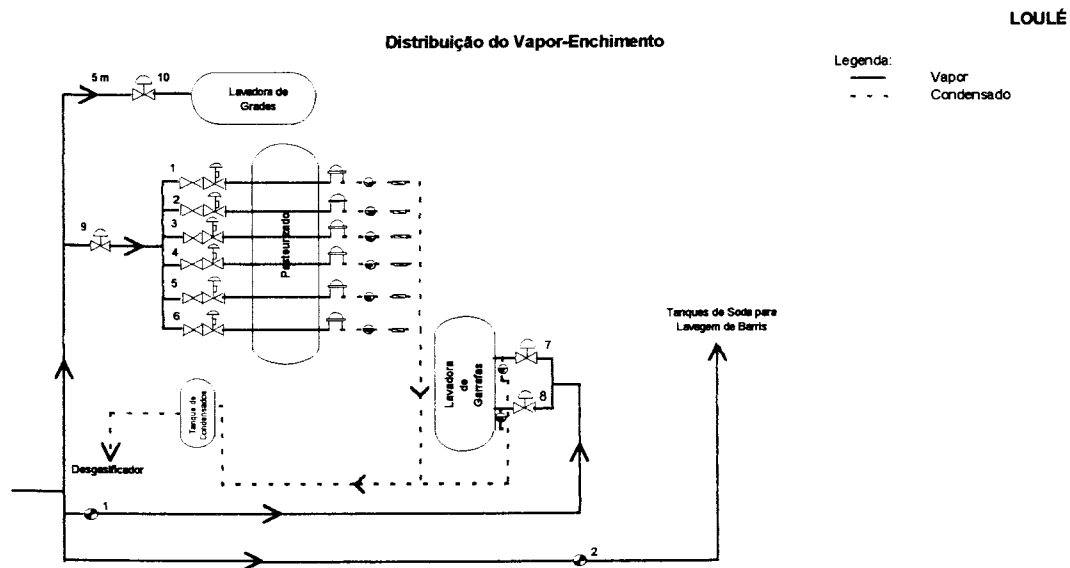 LOULÉ
Distribuição do Vapor-Enchimento
Legenda:
Vapor
Condensado
5 m
10
Lavadora de
Grades
1
2
3
4
5
6
9
Pasteurizado
Tanques de Soda para
Lavagem de Barris
7
8
Lavadora
de
Garrafas
Tanque de
Condensados
Desgasificador
1
2